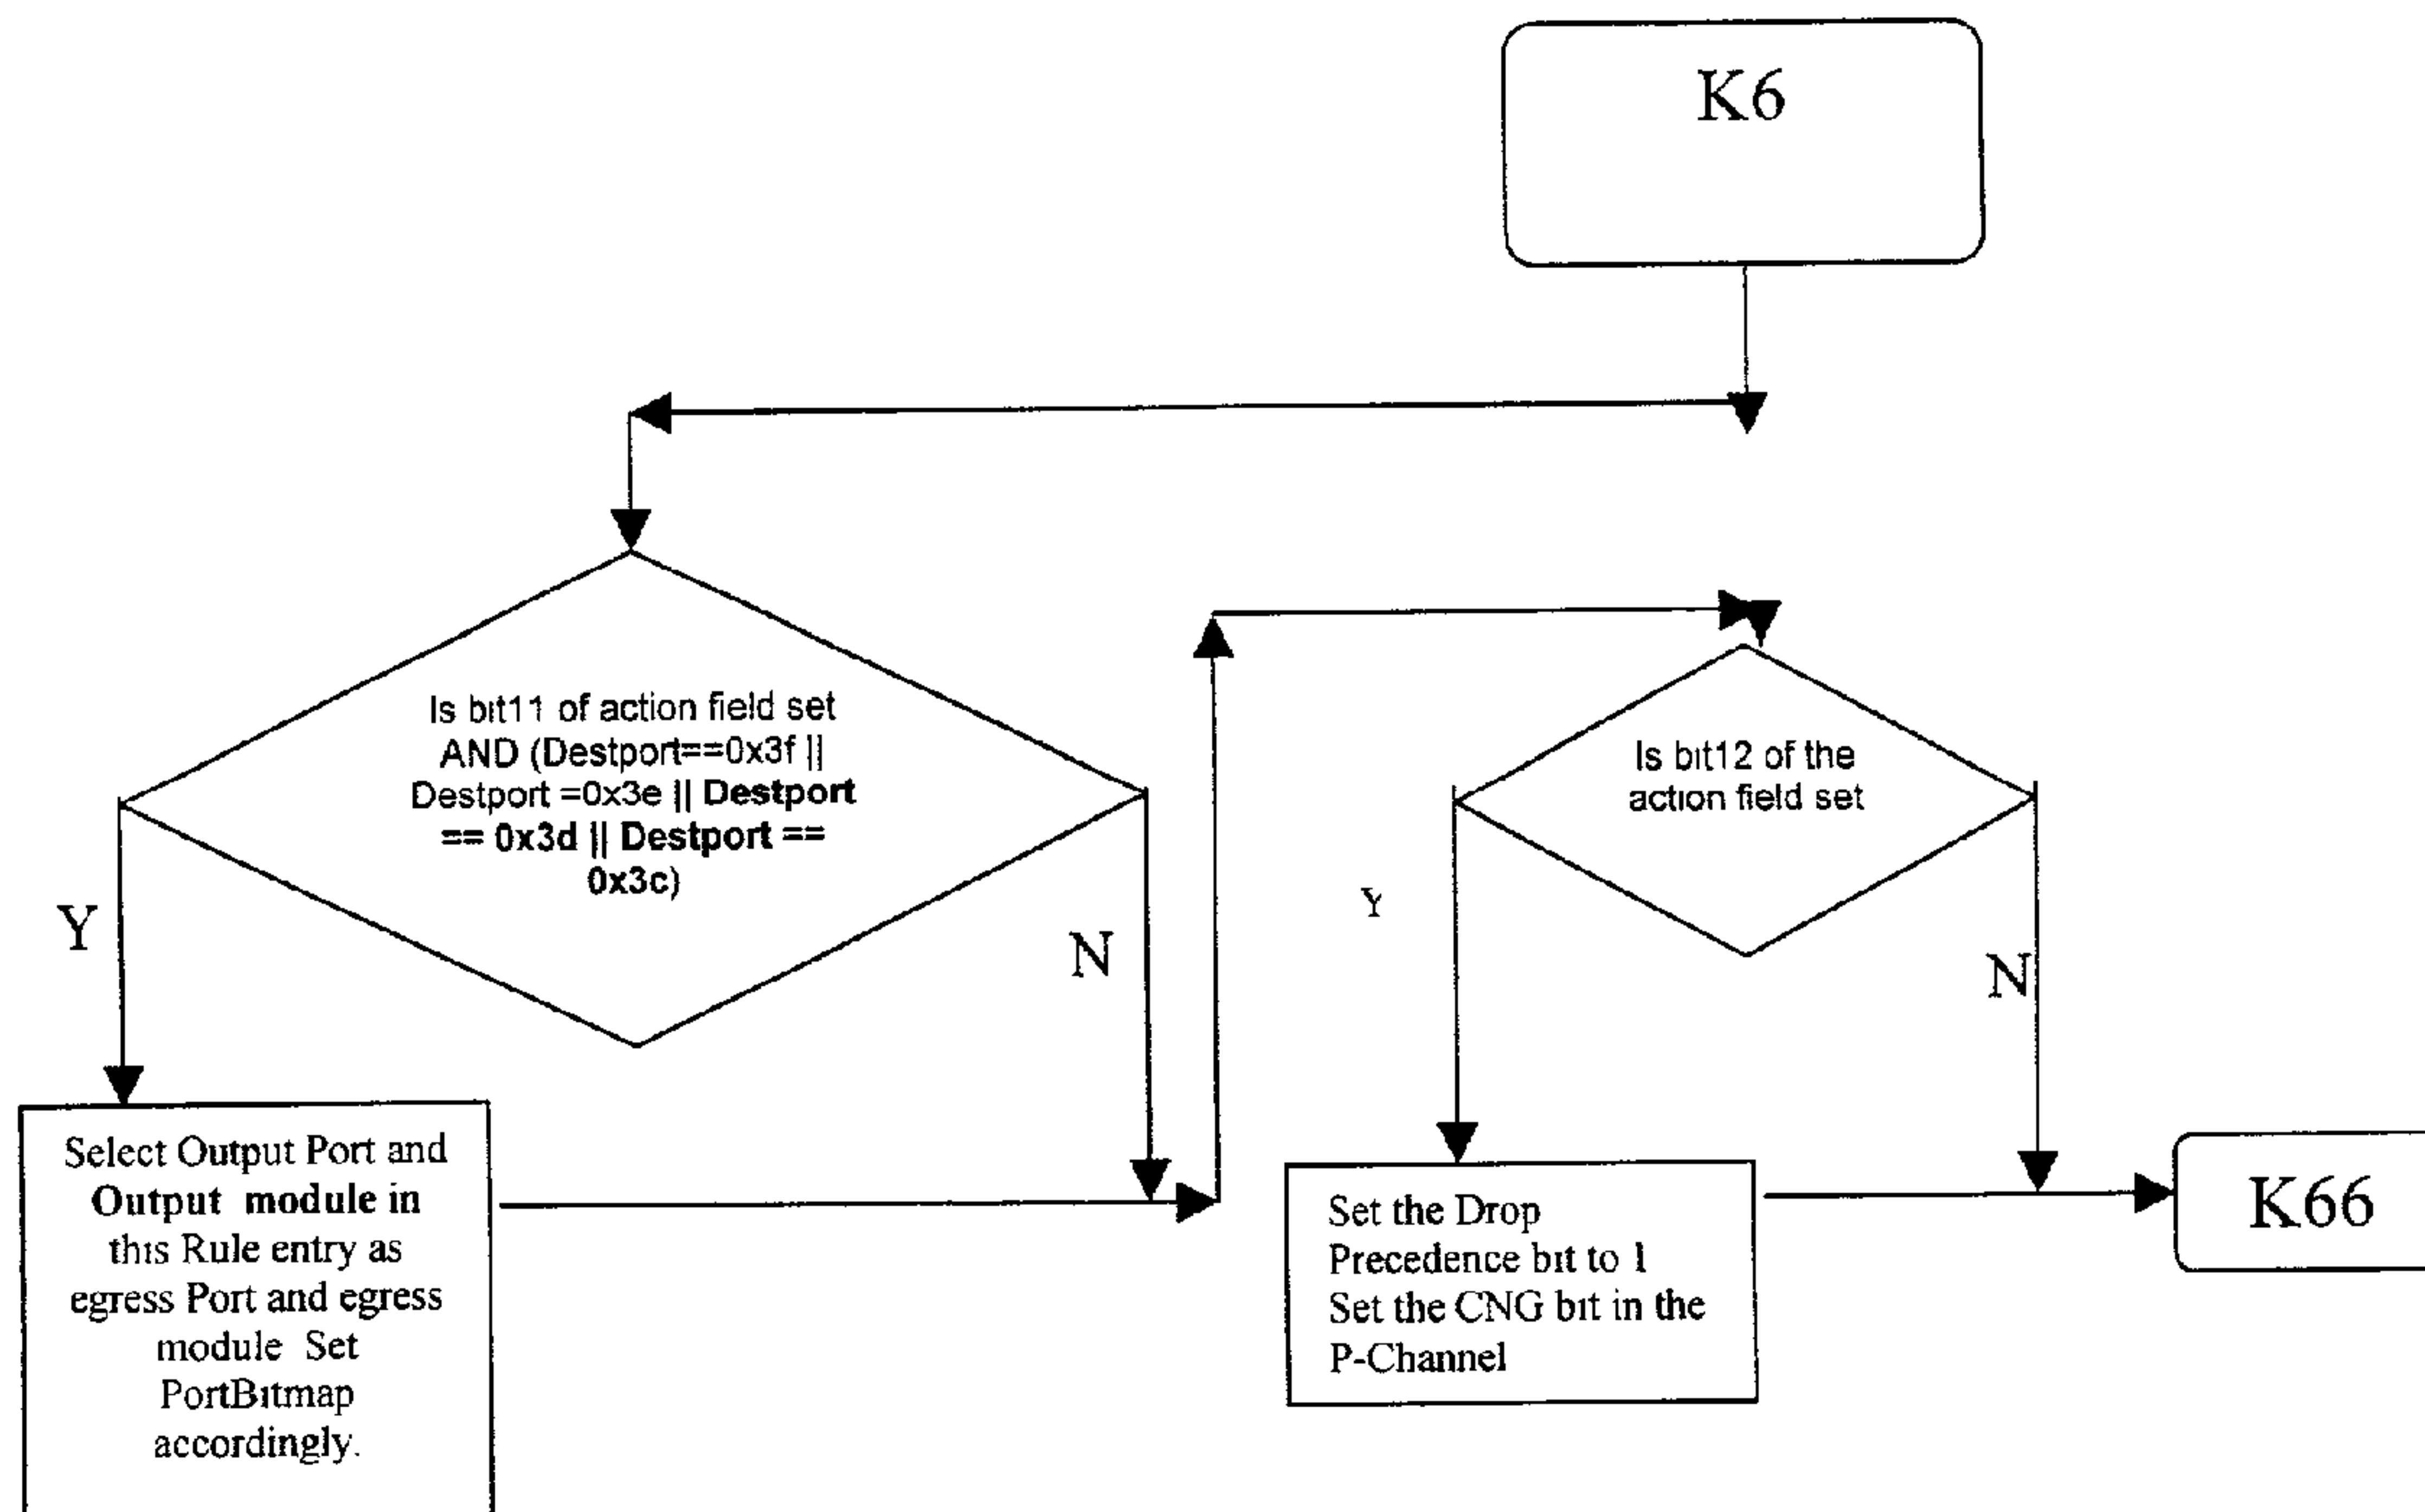 K6
Is bit11 of action field set
AND (Destport==0x3f ||
Destport =0x3e || Destport
== 0x3d || Destport ==
0x3c)
Y
N
Is bit12 of the
action field set
Y
N
Select Output Port and
Output module in
this Rule entry as
egress Port and egress
module Set
PortBitmap
accordingly.
Set the Drop
Precedence bit to 1
Set the CNG bit in the
P-Channel
K66